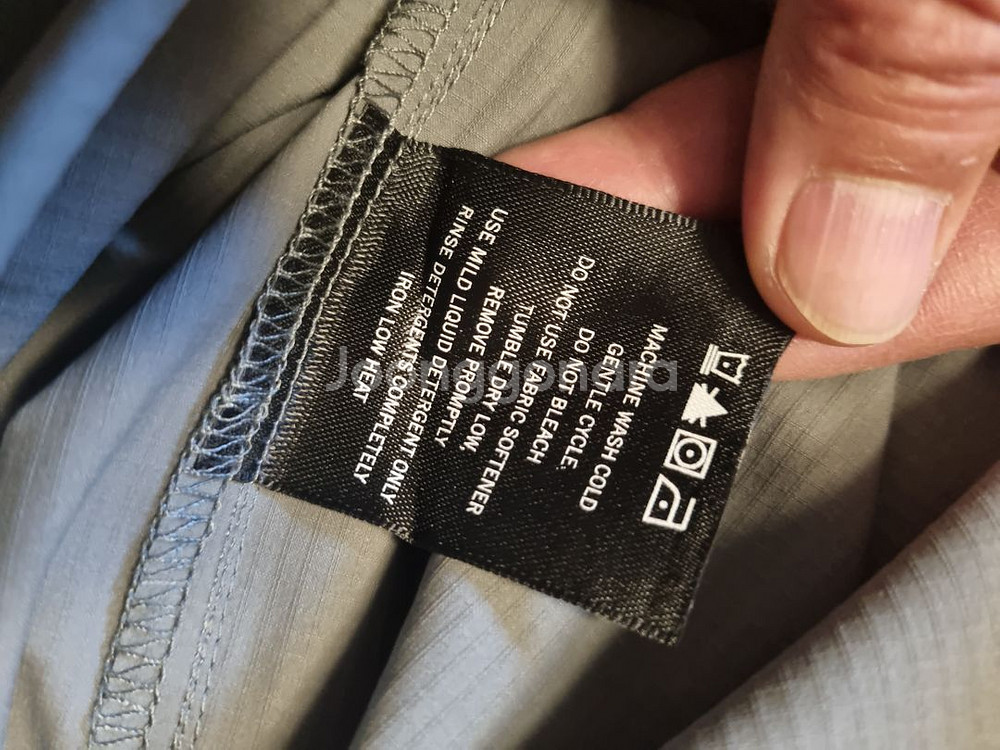 MACHINE WASH COLD
GENTLE CYCLE.
DO NOT BLEACH
DO NOT USE FABRIC SOFTENER
TUMBLE DRY LOW,
REMOVE PROMPTLY
USE MILD LIQUID DETERGENT ONLY
RINSE DETERGENTS COMPLETELY
IRON LOW HEAT
Joonggonara